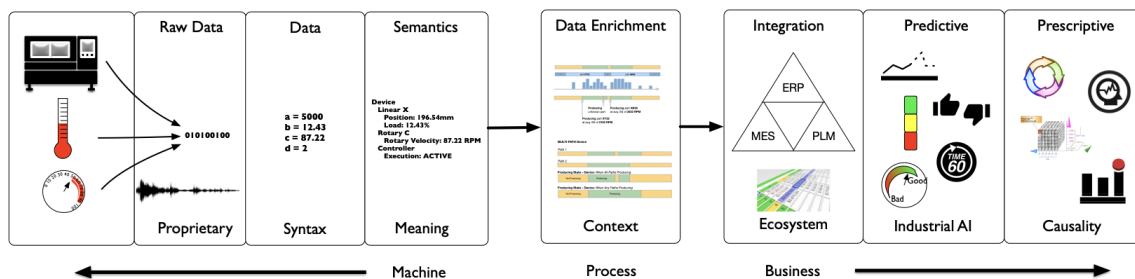 Raw Data
010100100
Proprietary
Data
a = 5000
b = 12.43
c = 87.22
d = 2
Syntax
Semantics
Device
Linear X
Position: 196.54mm
Load: 12.43%
Rotary C
Rotary Velocity: 87.22 RPM
Controller
Execution: ACTIVE
Meaning
Data Enrichment
Context
Integration
ERP
MES
PLM
Ecosystem
Predictive
TIME
60
Good
Bad
Industrial AI
Prescriptive
Causality
Machine
Process
Business